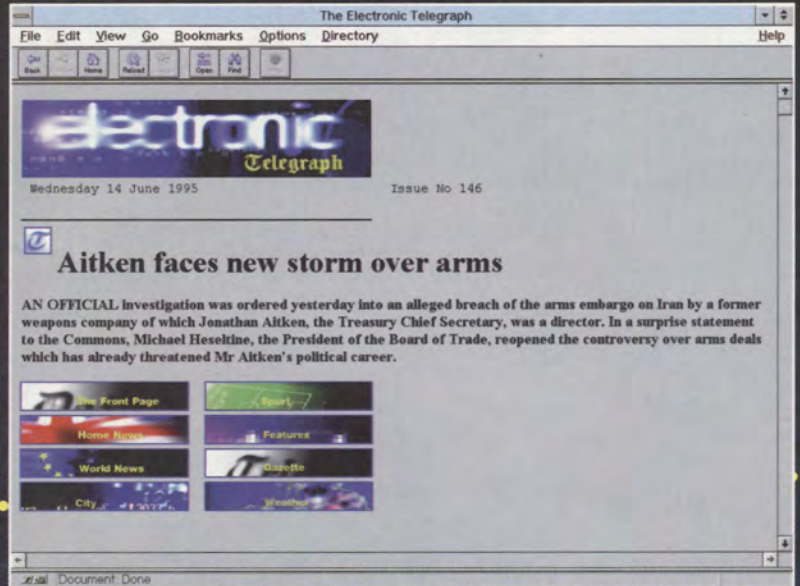 The Electronic Telegraph
File Edit View Go Bookmarks Options Directory Help
Back Home Reload Open Find
electronic
Telegraph
Wednesday 14 June 1995 Issue No 146
Aitken faces new storm over arms
AN OFFICIAL investigation was ordered yesterday into an alleged breach of the arms embargo on Iran by a former
weapons company of which Jonathan Aitken, the Treasury Chief Secretary, was a director. In a surprise statement
to the Commons, Michael Heseltine, the President of the Board of Trade, reopened the controversy over arms deals
which has already threatened Mr Aitken's political career.
The Front Page Sport
Home News Features
World News Gazette
City Weather
Document: Done